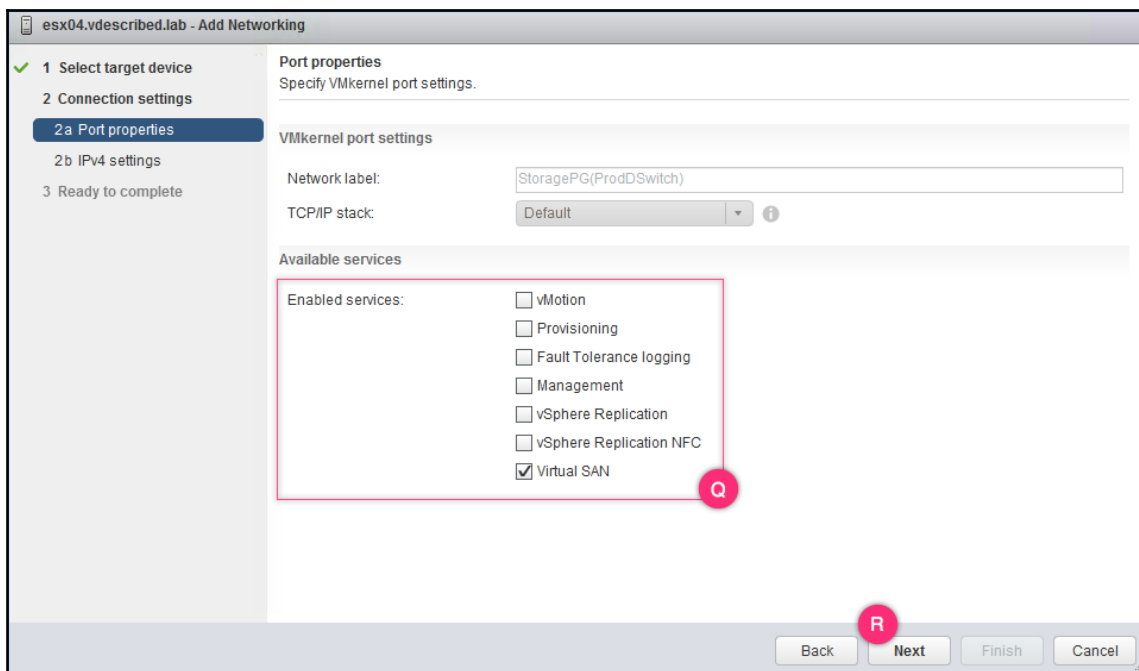 esx04.vdescribed.lab - Add Networking
1 Select target device
2 Connection settings
2a Port properties
2b IPv4 settings
3 Ready to complete
Port properties
Specify VMkernel port settings.
VMkernel port settings
Network label: StoragePG(ProdDSwitch)
TCP/IP stack: Default
Available services
Enabled services: vMotion
Provisioning
Fault Tolerance logging
Management
vSphere Replication
vSphere Replication NFC
Virtual SAN
Q
R
Back Next Finish Cancel